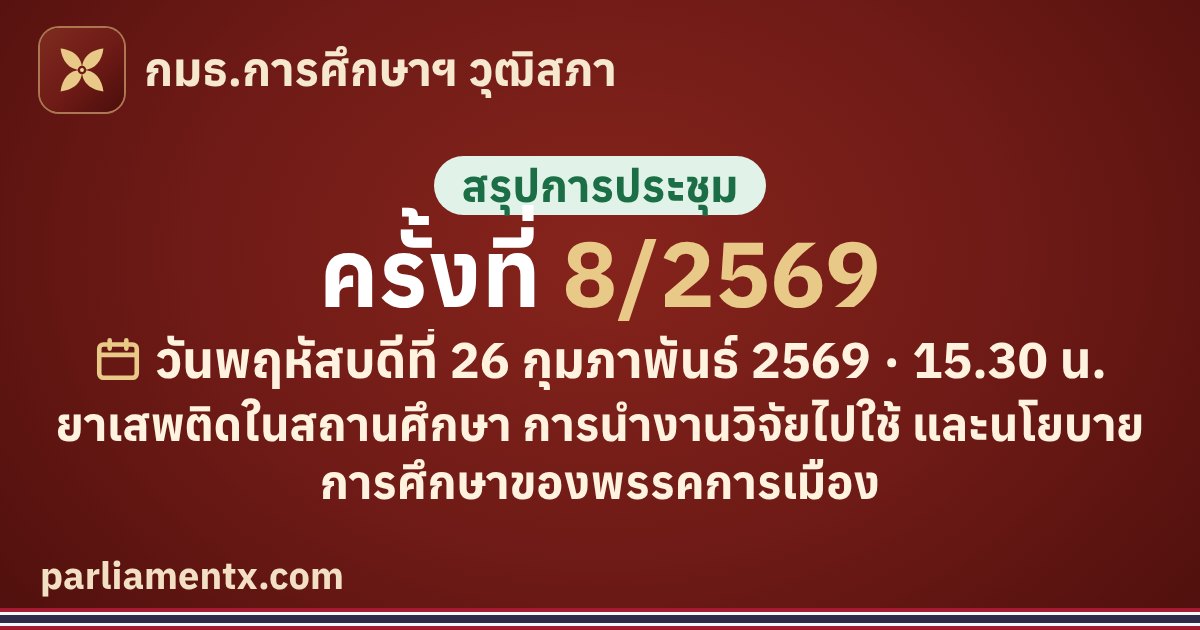 กมธ.การศึกษาฯ วุฒิสภา
สรุปการประชุม
ครั้งที่ 8/2569
วันพฤหัสบดีที่ 26 กุมภาพันธ์ 2569 · 15.30 น.
ยาเสพติดในสถานศึกษา การนำงานวิจัยไปใช้ และนโยบาย
การศึกษาของพรรคการเมือง
parliamentx.com